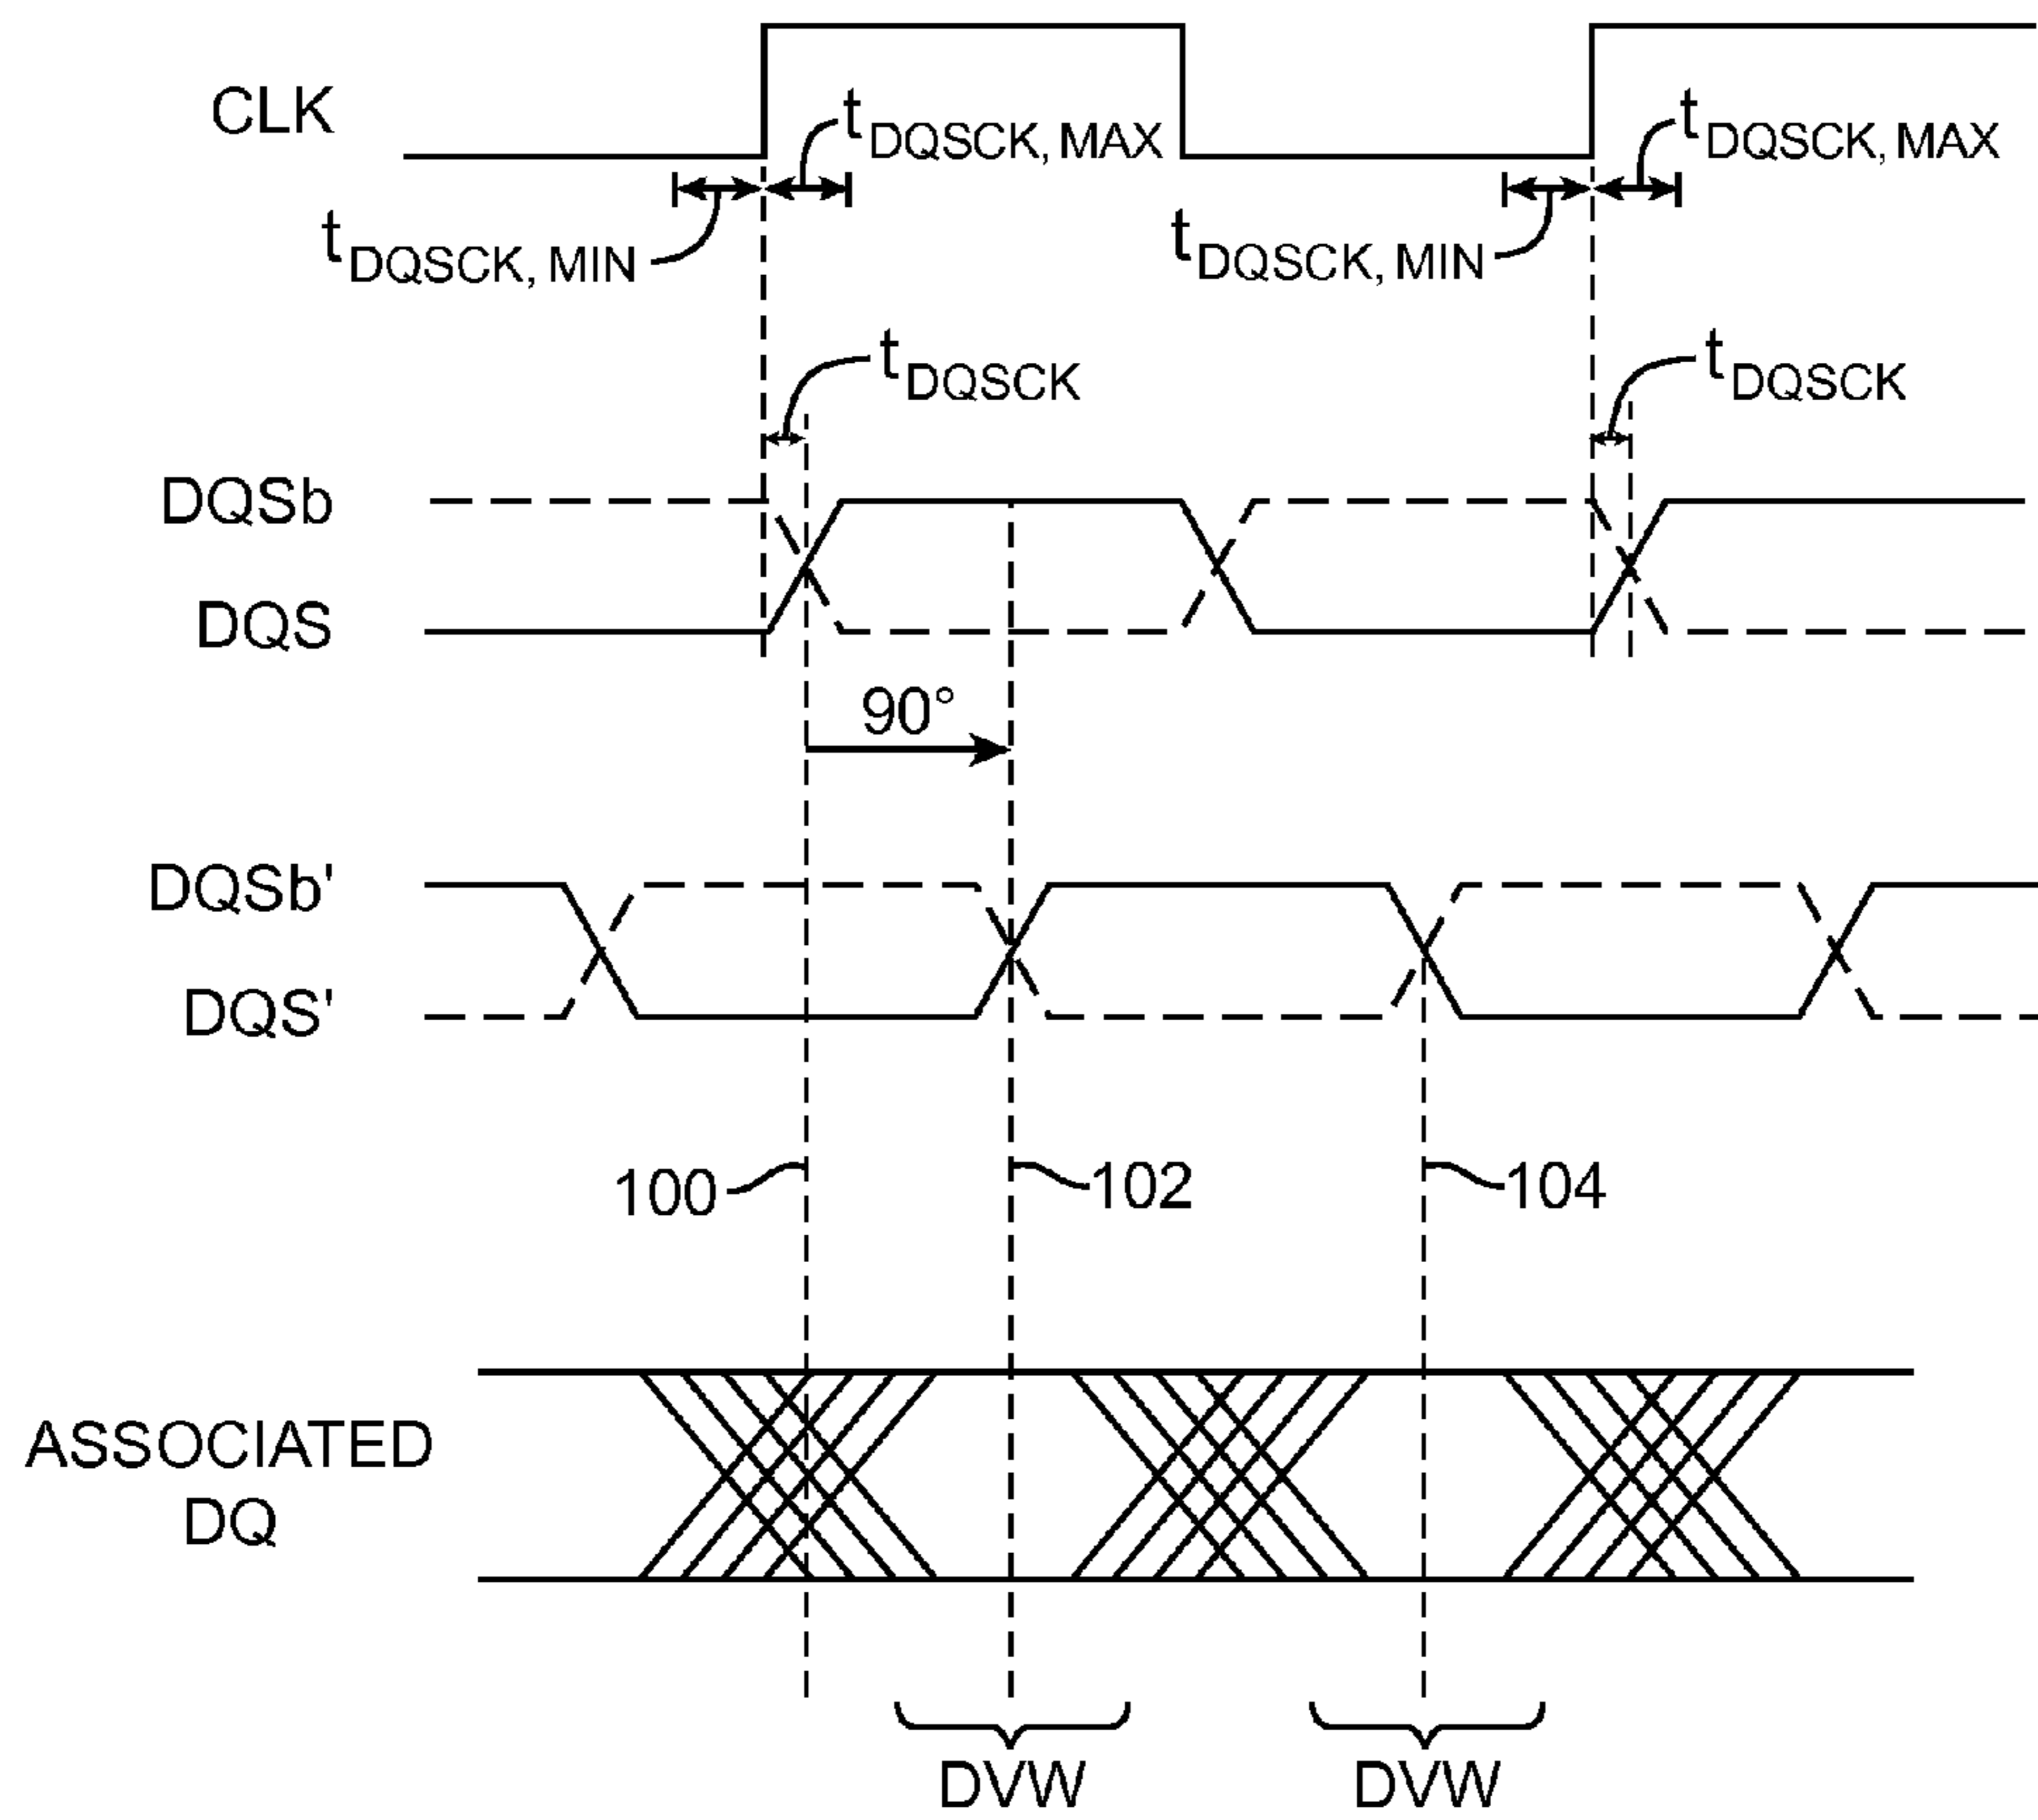 CLK
tDQSCK, MAX
tDQSCK, MAX
tDQSCK, MIN
tDQSCK, MIN
tDQSCK
tDQSCK
DQSb
DQS
90°
DQSb'
DQS'
100
102
104
ASSOCIATED
DQ
DVW
DVW